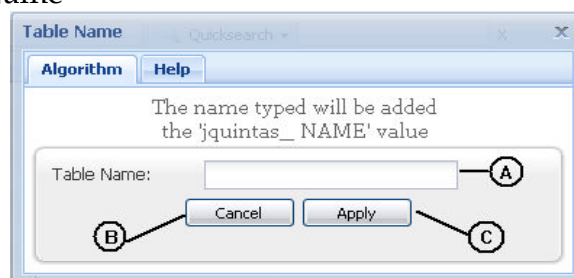 Table Name
Quicksearch
x
x
Algorithm Help
The name typed will be added
the 'jquintas_ NAME' value
Table Name:
A
Cancel Apply
B
C